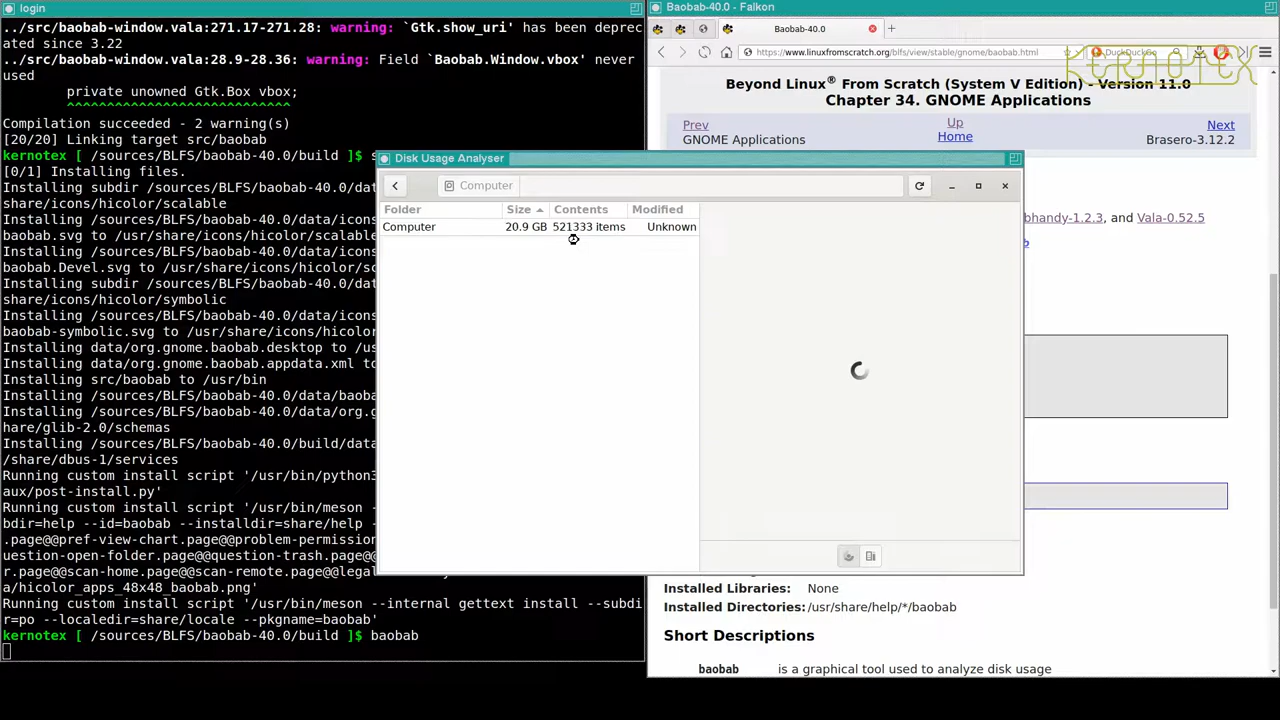 login
../src/baobab-window.vala:271.17-271.28: warning: `Gtk.show_uri' has been deprec
ated since 3.22
../src/baobab-window.vala:28.9-28.36: warning: Field `Baobab.Window.vbox' never
used
private unowned Gtk.Box vbox;
^^^^^^^^^^^^^^^^^^^^^^^^^^^^
Compilation succeeded - 2 warning(s)
[20/20] Linking target src/baobab
kernotex [ /sources/BLFS/baobab-40.0/build ]$ s
[0/1] Installing files.
Installing subdir /sources/BLFS/baobab-40.0/dat
share/icons/hicolor/scalable
Installing /sources/BLFS/baobab-40.0/data/icons
baobab.svg to /usr/share/icons/hicolor/scalable
Installing /sources/BLFS/baobab-40.0/data/icons
baobab.Devel.svg to /usr/share/icons/hicolor/sc
Installing subdir /sources/BLFS/baobab-40.0/dat
share/icons/hicolor/symbolic
Installing /sources/BLFS/baobab-40.0/data/icons
baobab-symbolic.svg to /usr/share/icons/hicolor
Installing data/org.gnome.baobab.desktop to /us
Installing data/org.gnome.baobab.appdata.xml to
Installing src/baobab to /usr/bin
Installing /sources/BLFS/baobab-40.0/data/baoba
Installing /sources/BLFS/baobab-40.0/data/org.g
hare/glib-2.0/schemas
Installing /sources/BLFS/baobab-40.0/build/data
/share/dbus-1/services
Running custom install script '/usr/bin/python3
aux/post-install.py'
Running custom install script '/usr/bin/meson -
bdir=help --id=baobab --installdir=share/help -
.page@@pref-view-chart.page@@problem-permission
uestion-open-folder.page@@question-trash.page@@
r.page@@scan-home.page@@scan-remote.page@@legal
a/hicolor_apps_48x48_baobab.png'
Running custom install script '/usr/bin/meson --internal gettext install --subdi
r=po --localedir=share/locale --pkgname=baobab'
kernotex [ /sources/BLFS/baobab-40.0/build ]$ baobab
Disk Usage Analyser
Computer
Folder Size Contents Modified
Computer 20.9 GB 521333 items Unknown
Baobab-40.0 - Falkon
Baobab-40.0
https://www.linuxfromscratch.org/blfs/view/stable/gnome/baobab.html
DuckDuckGo
KERNOTEX
Beyond Linux® From Scratch (System V Edition) - Version 11.0
Chapter 34. GNOME Applications
Prev Up Next
GNOME Applications Home Brasero-3.12.2
bhandy-1.2.3, and Vala-0.52.5
b
Installed Libraries: None
Installed Directories: /usr/share/help/*/baobab
Short Descriptions
baobab is a graphical tool used to analyze disk usage